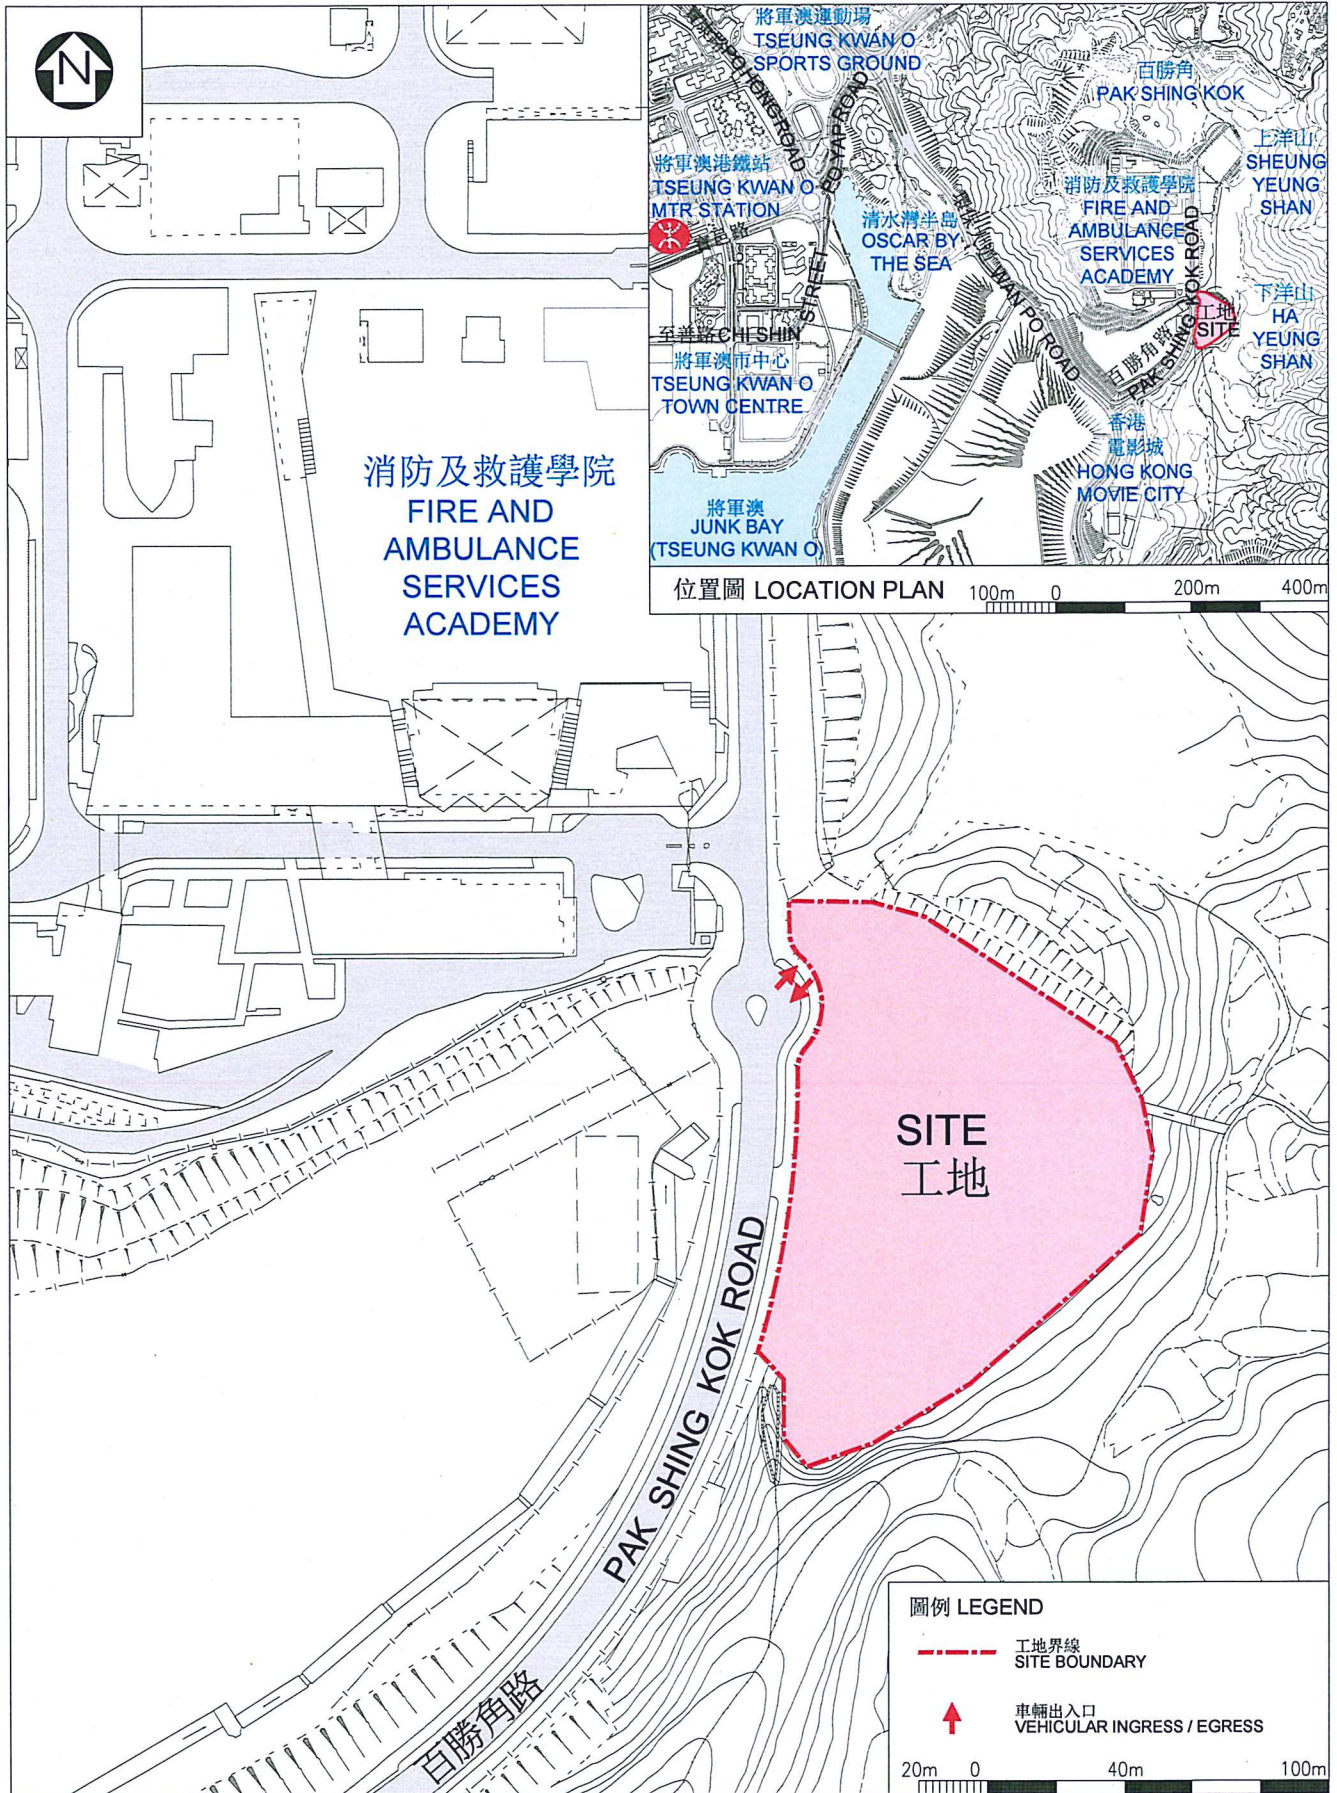 N
將軍澳運動場
TSEUNG KWAN O
SPORTS GROUND
PO HONG ROAD
PO YAP ROAD
百勝角
PAK SHING KOK
上洋山
SHEUNG
YEUNG
SHAN
將軍澳港鐵站
TSEUNG KWAN O
MTR STATION
清水灣半島
OSCAR BY
THE SEA
消防及救護學院
FIRE AND
AMBULANCE
SERVICES
ACADEMY
WAN PO ROAD
下洋山
HA
YEUNG
SHAN
工地
SITE
至善路 CHI SHIN
STREET
將軍澳市中心
TSEUNG KWAN O
TOWN CENTRE
百勝角路
PAK SHING KOK ROAD
香港
電影城
HONG KONG
MOVIE CITY
將軍澳
JUNK BAY
(TSEUNG KWAN O)
位置圖 LOCATION PLAN
100m 0 200m 400m
消防及救護學院
FIRE AND
AMBULANCE
SERVICES
ACADEMY
SITE
工地
PAK SHING KOK ROAD
百勝角路
圖例 LEGEND
工地界線
SITE BOUNDARY
車輛出入口
VEHICULAR INGRESS / EGRESS
20m 0 40m 100m